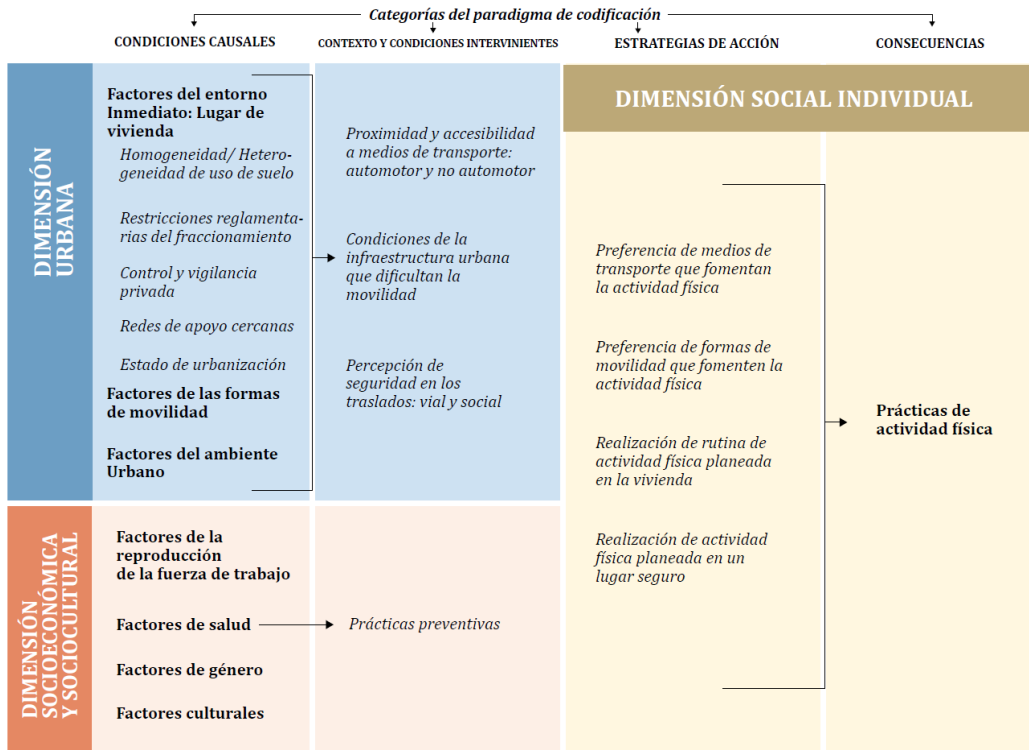 Categorías del paradigma de codificación
CONDICIONES CAUSALES
CONTEXTO Y CONDICIONES INTERVINIENTES
ESTRATEGIAS DE ACCIÓN
CONSECUENCIAS
DIMENSIÓN
URBANA
Factores del entorno
Inmediato: Lugar de
vivienda
Homogeneidad/ Heterо-
geneidad de uso de suelo
Restricciones reglamenta-
rias del fraccionamiento
Control y vigilancia
privada
Redes de apoyo cercanas
Estado de urbanización
Factores de las formas
de movilidad
Factores del ambiente
Urbano
Proximidad y accesibilidad
a medios de transporte:
automotor y no automotor
Condiciones de la
infraestructura urbana
que dificultan la
movilidad
Percepción de
seguridad en los
traslados: vial y social
DIMENSIÓN SOCIAL INDIVIDUAL
Preferencia de medios de
transporte que fomentan
la actividad física
Preferencia de formas de
movilidad que fomenten la
actividad física
Realización de rutina de
actividad física planeada
en la vivienda
Realización de actividad
física planeada en un
lugar seguro
Prácticas de
actividad física
DIMENSIÓN
SOCIOECONÓMICA
Y SOCIOCULTURAL
Factores de la
reproducción
de la fuerza de trabajo
Factores de salud
Factores de género
Factores culturales
Prácticas preventivas